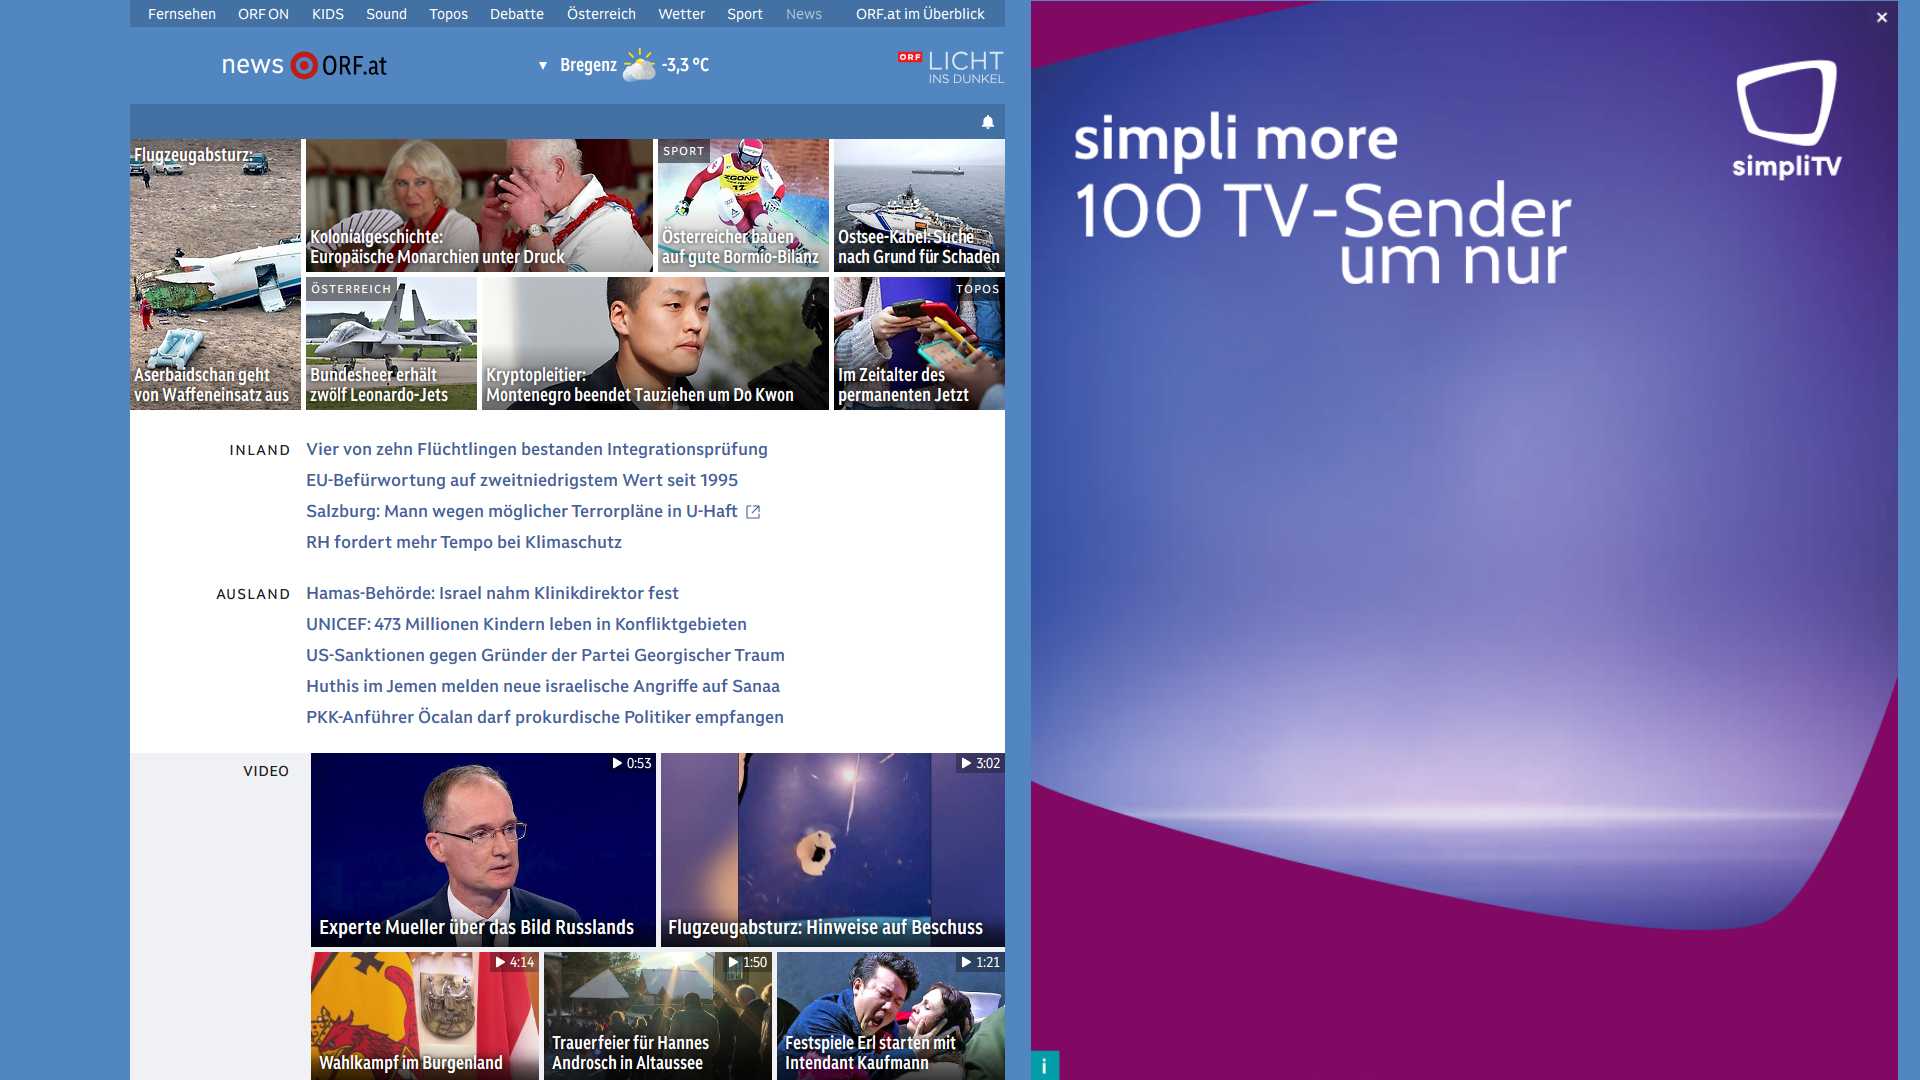 Fernsehen ORF ON KIDS Sound Topos Debatte Österreich Wetter Sport News ORF.at im Überblick
news ORF.at
▼ Bregenz -3,3 °C
ORF LICHT
INS DUNKEL
Flugzeugabsturz:
Aserbaidschan geht
von Waffeneinsatz aus
Kolonialgeschichte:
Europäische Monarchien unter Druck
SPORT
Österreicher bauen
auf gute Bormio-Bilanz
Ostsee-Kabel: Suche
nach Grund für Schaden
ÖSTERREICH
Bundesheer erhält
zwölf Leonardo-Jets
Kryptopleitier:
Montenegro beendet Tauziehen um Do Kwon
TOPOS
Im Zeitalter des
permanenten Jetzt
INLAND
Vier von zehn Flüchtlingen bestanden Integrationsprüfung
EU-Befürwortung auf zweitniedrigstem Wert seit 1995
Salzburg: Mann wegen möglicher Terrorpläne in U-Haft
RH fordert mehr Tempo bei Klimaschutz
AUSLAND
Hamas-Behörde: Israel nahm Klinikdirektor fest
UNICEF: 473 Millionen Kindern leben in Konfliktgebieten
US-Sanktionen gegen Gründer der Partei Georgischer Traum
Huthis im Jemen melden neue israelische Angriffe auf Sanaa
PKK-Anführer Öcalan darf prokurdische Politiker empfangen
VIDEO
0:53
Experte Mueller über das Bild Russlands
3:02
Flugzeugabsturz: Hinweise auf Beschuss
4:14
Wahlkampf im Burgenland
1:50
Trauerfeier für Hannes
Androsch in Altaussee
1:21
Festspiele Erl starten mit
Intendant Kaufmann
simpli more
100 TV-Sender
um nur
simpliTV
ZGONC
12